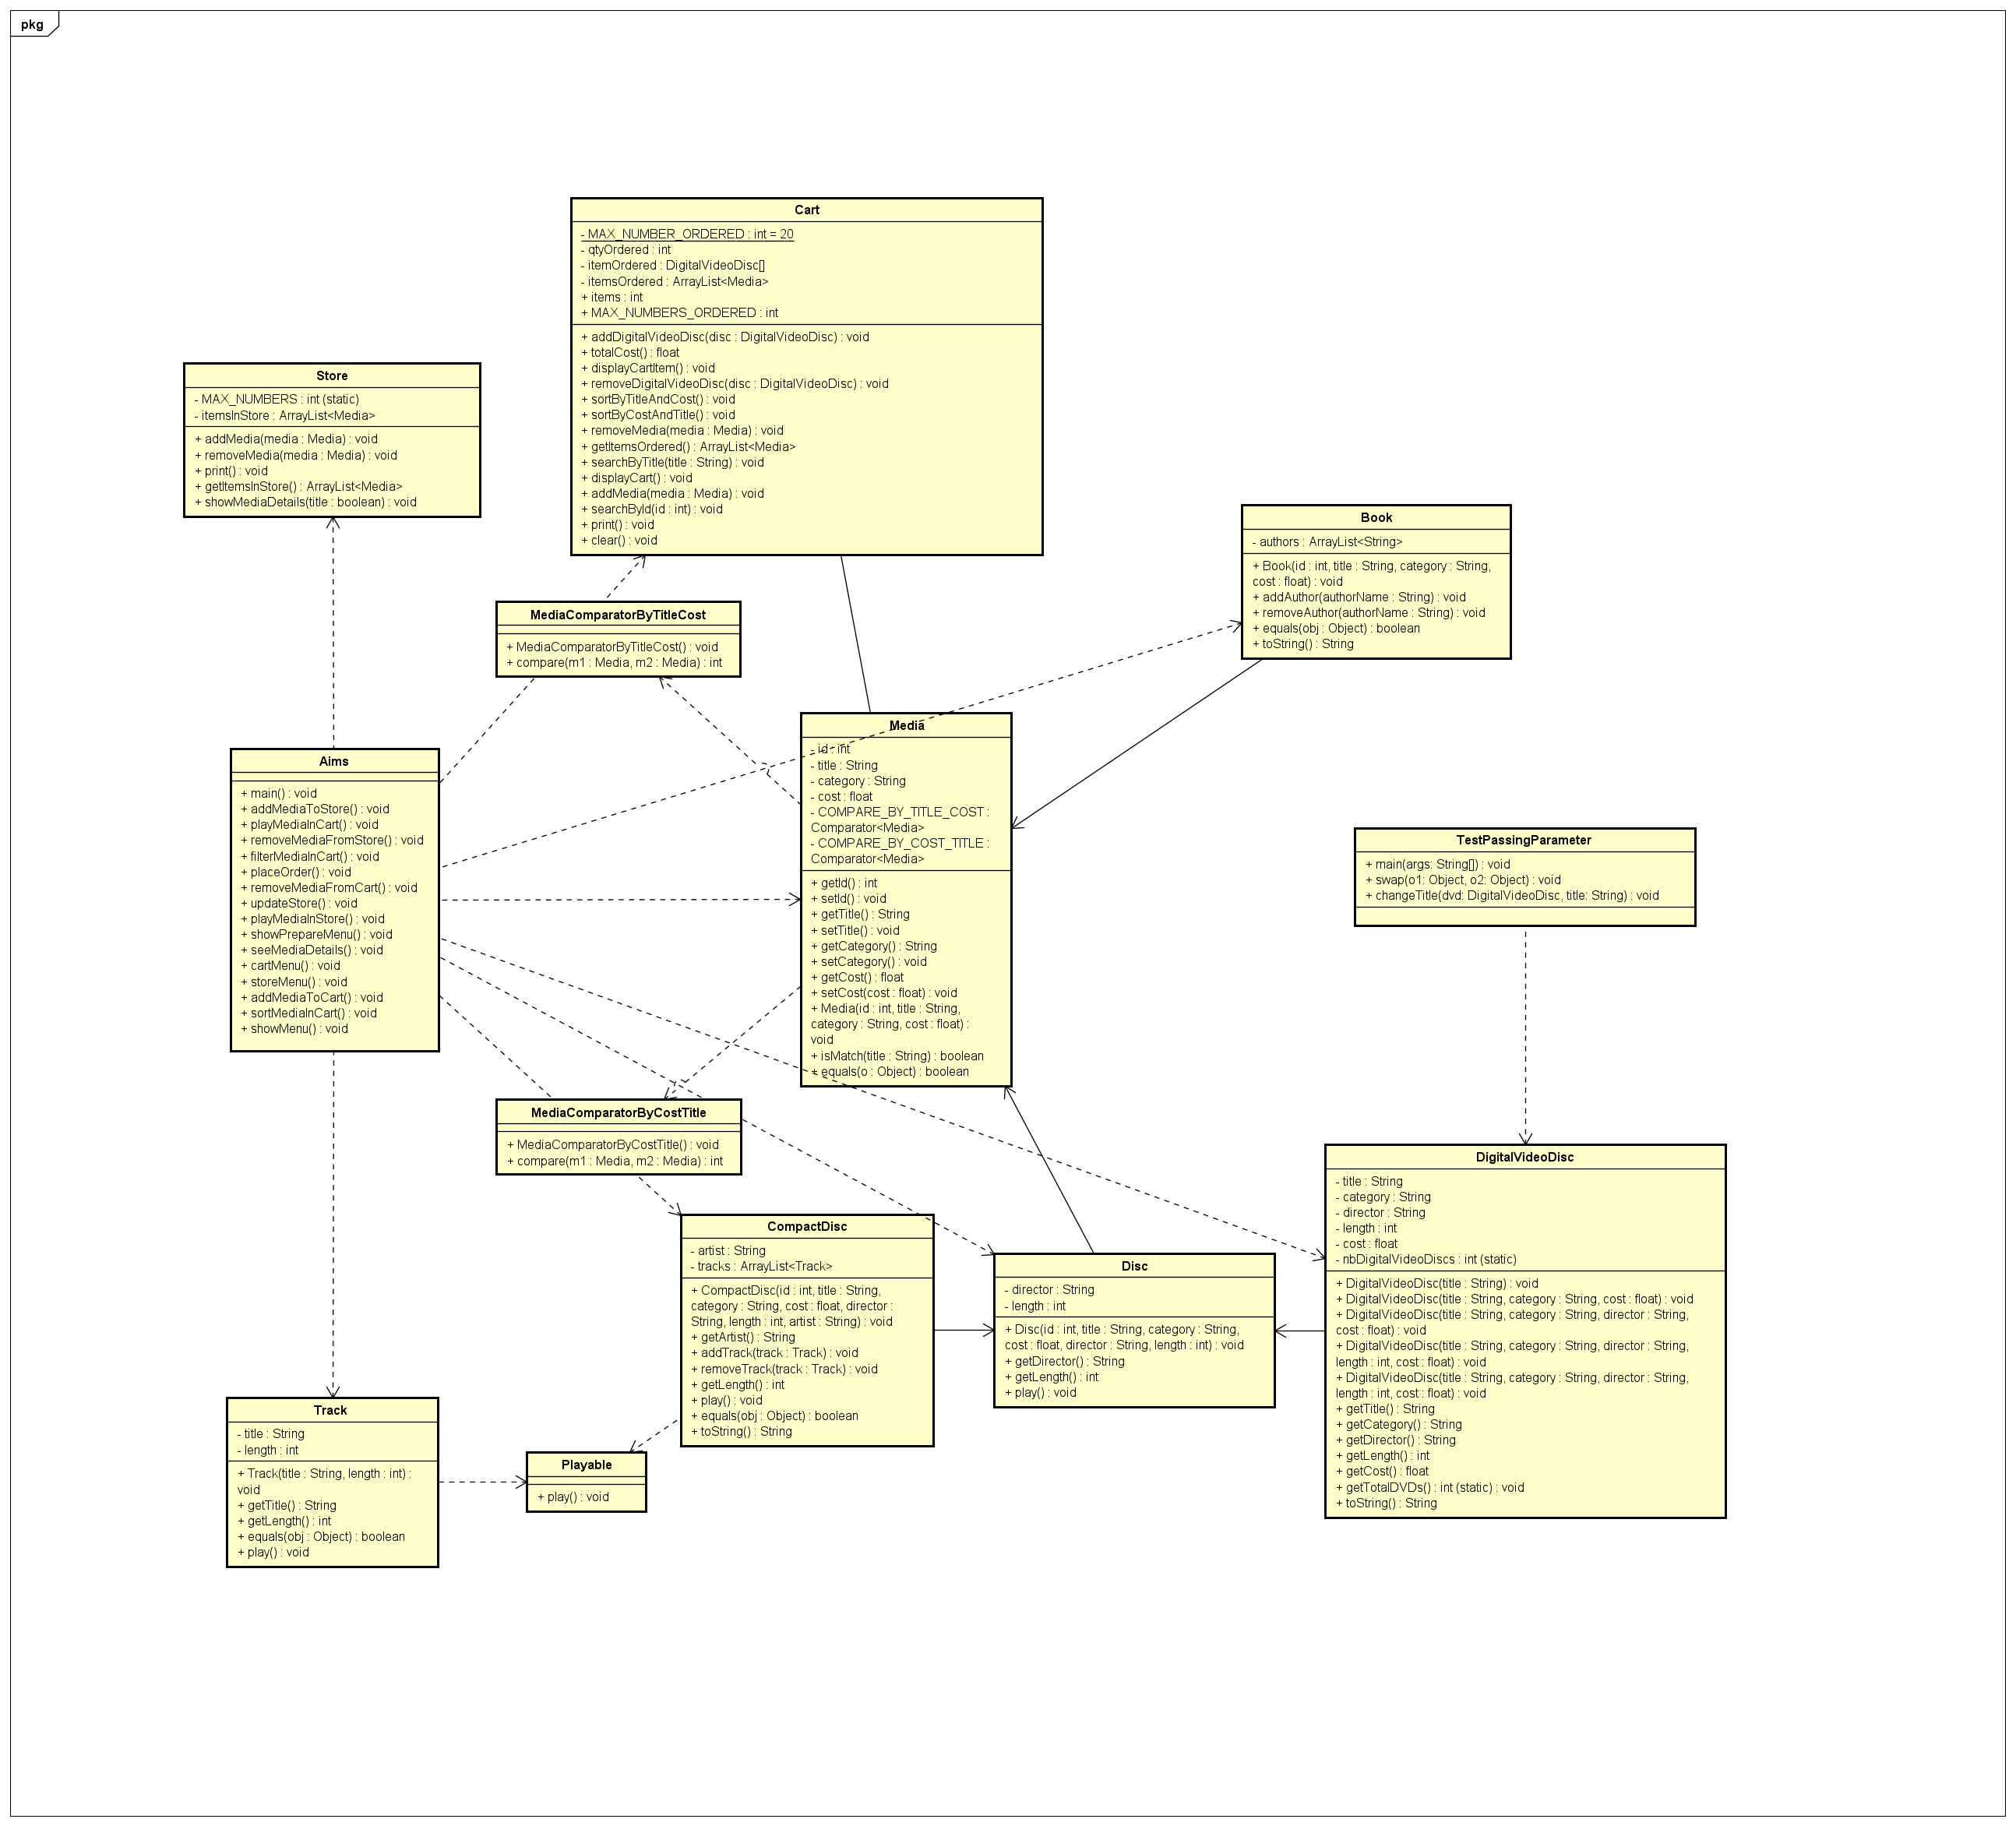 pkg
Cart
- MAX_NUMBER_ORDERED : int = 20
- qtyOrdered : int
- itemOrdered : DigitalVideoDisc[]
- itemsOrdered : ArrayList<Media>
+ items : int
+ MAX_NUMBERS_ORDERED : int
+ addDigitalVideoDisc(disc : DigitalVideoDisc) : void
+ totalCost() : float
+ displayCartItem() : void
+ removeDigitalVideoDisc(disc : DigitalVideoDisc) : void
+ sortByTitleAndCost() : void
+ sortByCostAndTitle() : void
+ removeMedia(media : Media) : void
+ getItemsOrdered() : ArrayList<Media>
+ searchByTitle(title : String) : void
+ displayCart() : void
+ addMedia(media : Media) : void
+ searchById(id : int) : void
+ print() : void
+ clear() : void
Store
- MAX_NUMBERS : int (static)
- itemsInStore : ArrayList<Media>
+ addMedia(media : Media) : void
+ removeMedia(media : Media) : void
+ print() : void
+ getItemsInStore() : ArrayList<Media>
+ showMediaDetails(title : boolean) : void
Book
- authors : ArrayList<String>
+ Book(id : int, title : String, category : String,
cost : float) : void
+ addAuthor(authorName : String) : void
+ removeAuthor(authorName : String) : void
+ equals(obj : Object) : boolean
+ toString() : String
MediaComparatorByTitleCost
+ MediaComparatorByTitleCost() : void
+ compare(m1 : Media, m2 : Media) : int
Media
- id : int
- title : String
- category : String
- cost : float
- COMPARE_BY_TITLE_COST :
Comparator<Media>
- COMPARE_BY_COST_TITLE :
Comparator<Media>
+ getId() : int
+ setId() : void
+ getTitle() : String
+ setTitle() : void
+ getCategory() : String
+ setCategory() : void
+ getCost() : float
+ setCost(cost : float) : void
+ Media(id : int, title : String,
category : String, cost : float) :
void
+ isMatch(title : String) : boolean
+ equals(o : Object) : boolean
Aims
+ main() : void
+ addMediaToStore() : void
+ playMediaInCart() : void
+ removeMediaFromStore() : void
+ filterMediaInCart() : void
+ placeOrder() : void
+ removeMediaFromCart() : void
+ updateStore() : void
+ playMediaInStore() : void
+ showPrepareMenu() : void
+ seeMediaDetails() : void
+ cartMenu() : void
+ storeMenu() : void
+ addMediaToCart() : void
+ sortMediaInCart() : void
+ showMenu() : void
TestPassingParameter
+ main(args: String[]) : void
+ swap(o1: Object, o2: Object) : void
+ changeTitle(dvd: DigitalVideoDisc, title: String) : void
MediaComparatorByCostTitle
+ MediaComparatorByCostTitle() : void
+ compare(m1 : Media, m2 : Media) : int
DigitalVideoDisc
- title : String
- category : String
- director : String
- length : int
- cost : float
- nbDigitalVideoDiscs : int (static)
+ DigitalVideoDisc(title : String) : void
+ DigitalVideoDisc(title : String, category : String, cost : float) : void
+ DigitalVideoDisc(title : String, category : String, director : String,
cost : float) : void
+ DigitalVideoDisc(title : String, category : String, director : String,
length : int, cost : float) : void
+ DigitalVideoDisc(title : String, category : String, director : String,
length : int, cost : float) : void
+ getTitle() : String
+ getCategory() : String
+ getDirector() : String
+ getLength() : int
+ getCost() : float
+ getTotalDVDs() : int (static) : void
+ toString() : String
CompactDisc
- artist : String
- tracks : ArrayList<Track>
+ CompactDisc(id : int, title : String,
category : String, cost : float, director :
String, length : int, artist : String) : void
+ getArtist() : String
+ addTrack(track : Track) : void
+ removeTrack(track : Track) : void
+ getLength() : int
+ play() : void
+ equals(obj : Object) : boolean
+ toString() : String
Disc
- director : String
- length : int
+ Disc(id : int, title : String, category : String,
cost : float, director : String, length : int) : void
+ getDirector() : String
+ getLength() : int
+ play() : void
Track
- title : String
- length : int
+ Track(title : String, length : int) :
void
+ getTitle() : String
+ getLength() : int
+ equals(obj : Object) : boolean
+ play() : void
Playable
+ play() : void